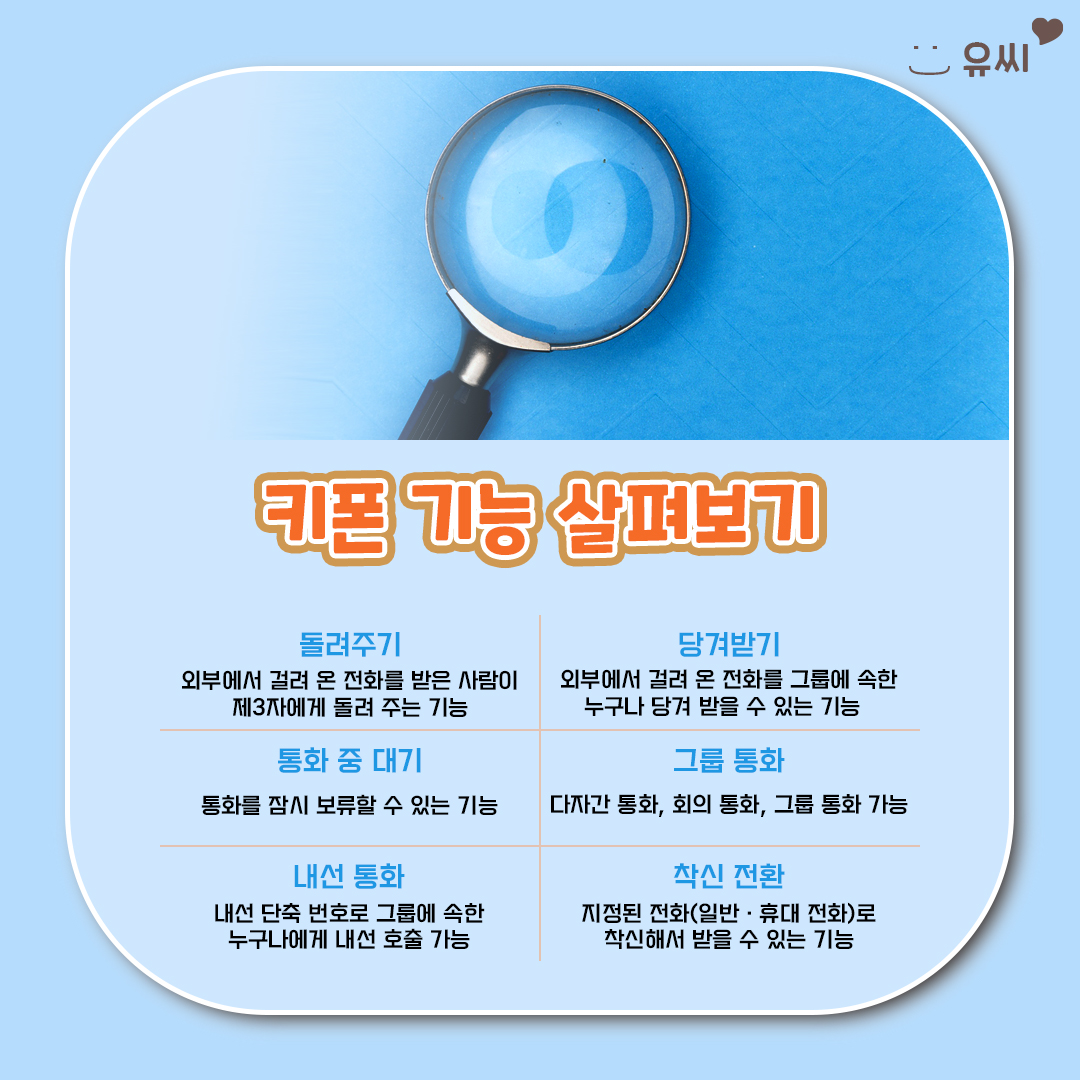 유씨
키폰 기능 살펴보기
돌려주기
외부에서 걸려 온 전화를 받은 사람이
제3자에게 돌려 주는 기능
당겨받기
외부에서 걸려 온 전화를 그룹에 속한
누구나 당겨 받을 수 있는 기능
통화 중 대기
통화를 잠시 보류할 수 있는 기능
그룹 통화
다자간 통화, 회의 통화, 그룹 통화 가능
내선 통화
내선 단축 번호로 그룹에 속한
누구나에게 내선 호출 가능
착신 전환
지정된 전화(일반 · 휴대 전화)로
착신해서 받을 수 있는 기능